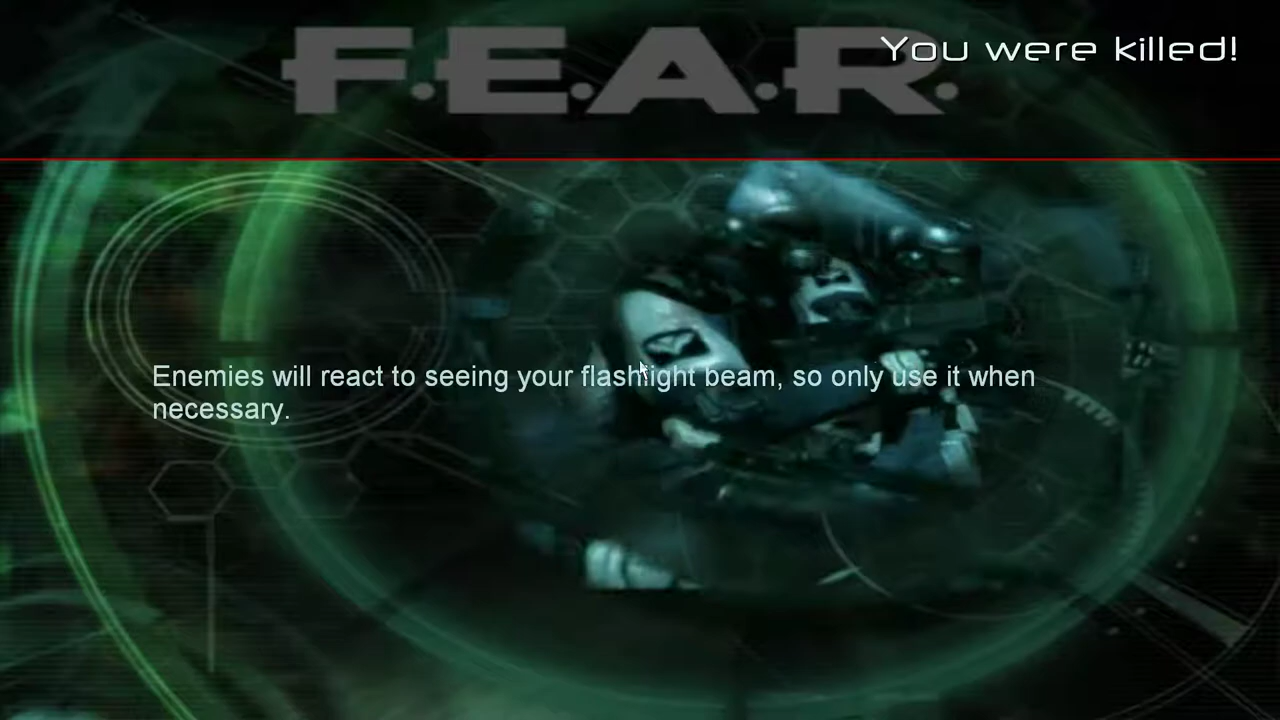 F.E.A.R.
You were killed!
Enemies will react to seeing your flashlight beam, so only use it when
necessary.